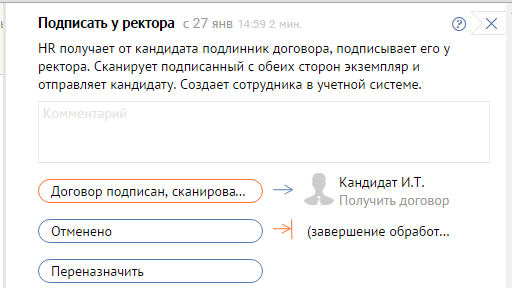 Подписать у ректора с 27 янв 14:59 2 мин.
HR получает от кандидата подлинник договора, подписывает его у
ректора. Сканирует подписанный с обеих сторон экземпляр и
отправляет кандидату. Создает сотрудника в учетной системе.
Комментарий
Договор подписан, сканирова...
Кандидат И.Т.
Получить договор
Отменено
(завершение обработ...
Переназначить